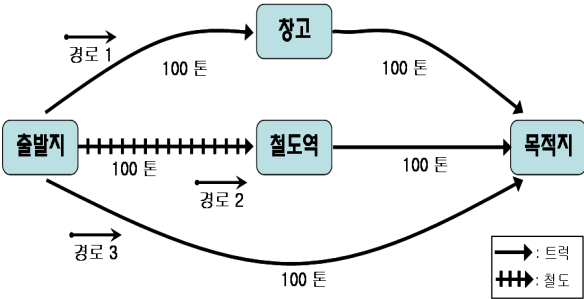 창고
경로 1
100 톤
100 톤
출발지
철도역
목적지
100 톤
100 톤
경로 2
경로 3
100 톤
: 트럭
: 철도